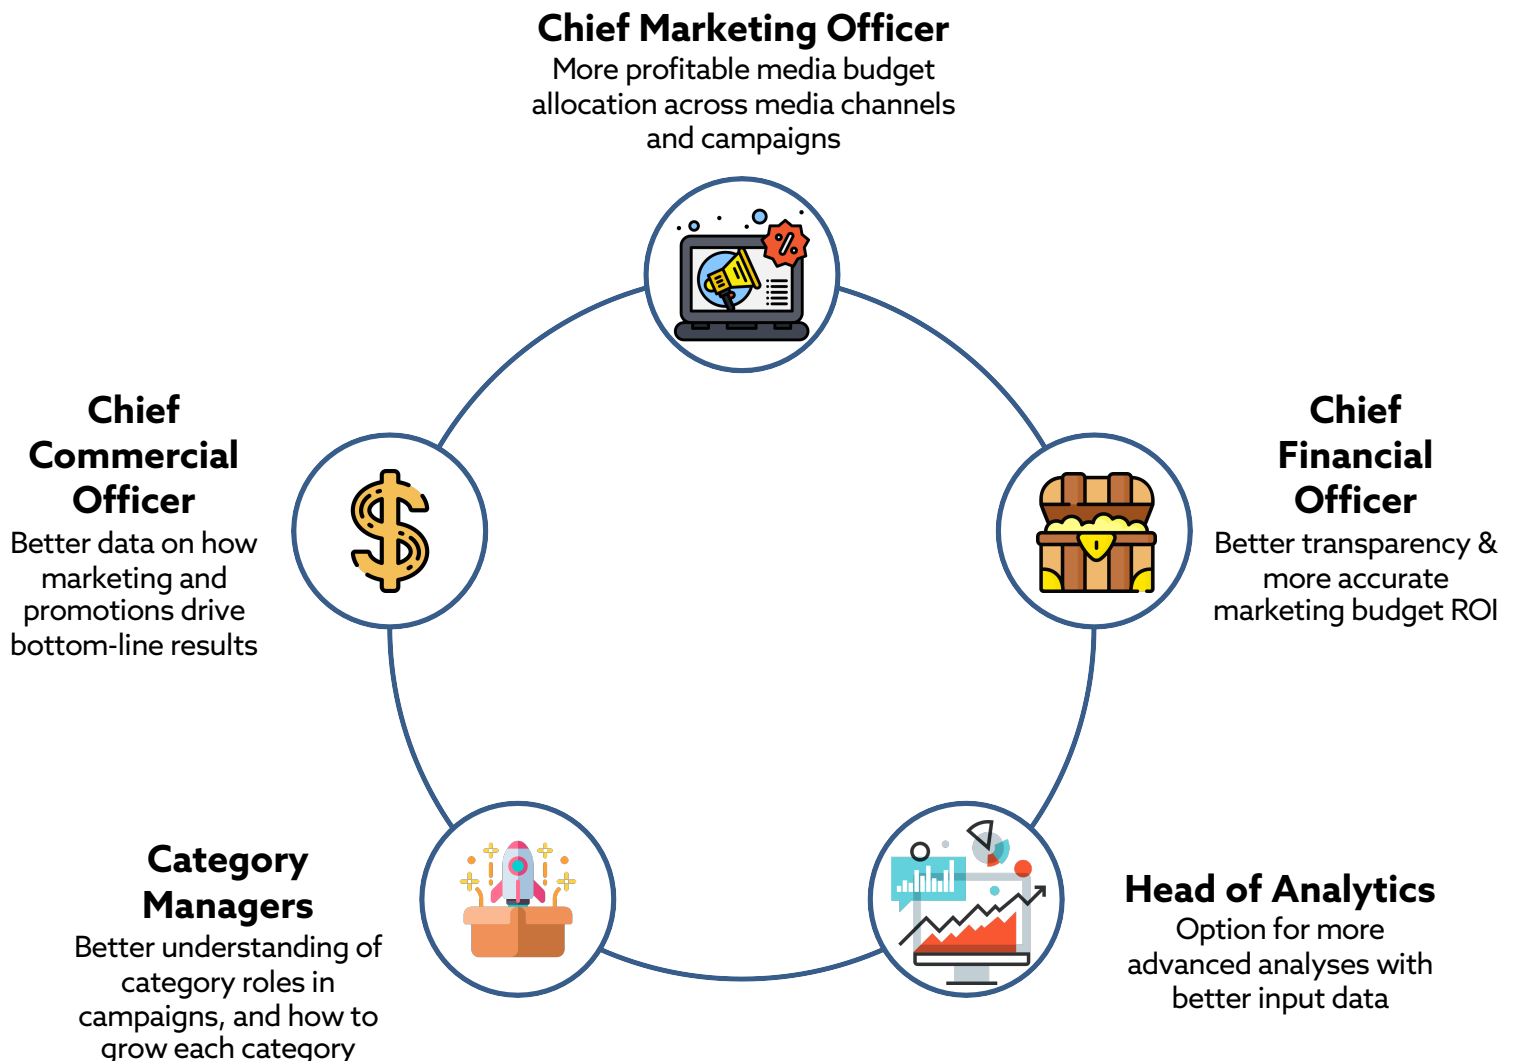 Chief Marketing Officer
More profitable media budget
allocation across media channels
and campaigns
%
Chief
Commercial
Officer
Better data on how
marketing and
promotions drive
bottom-line results
$
Chief
Financial
Officer
Better transparency &
more accurate
marketing budget ROI
Category
Managers
Better understanding of
category roles in
campaigns, and how to
grow each category
Head of Analytics
Option for more
advanced analyses with
better input data